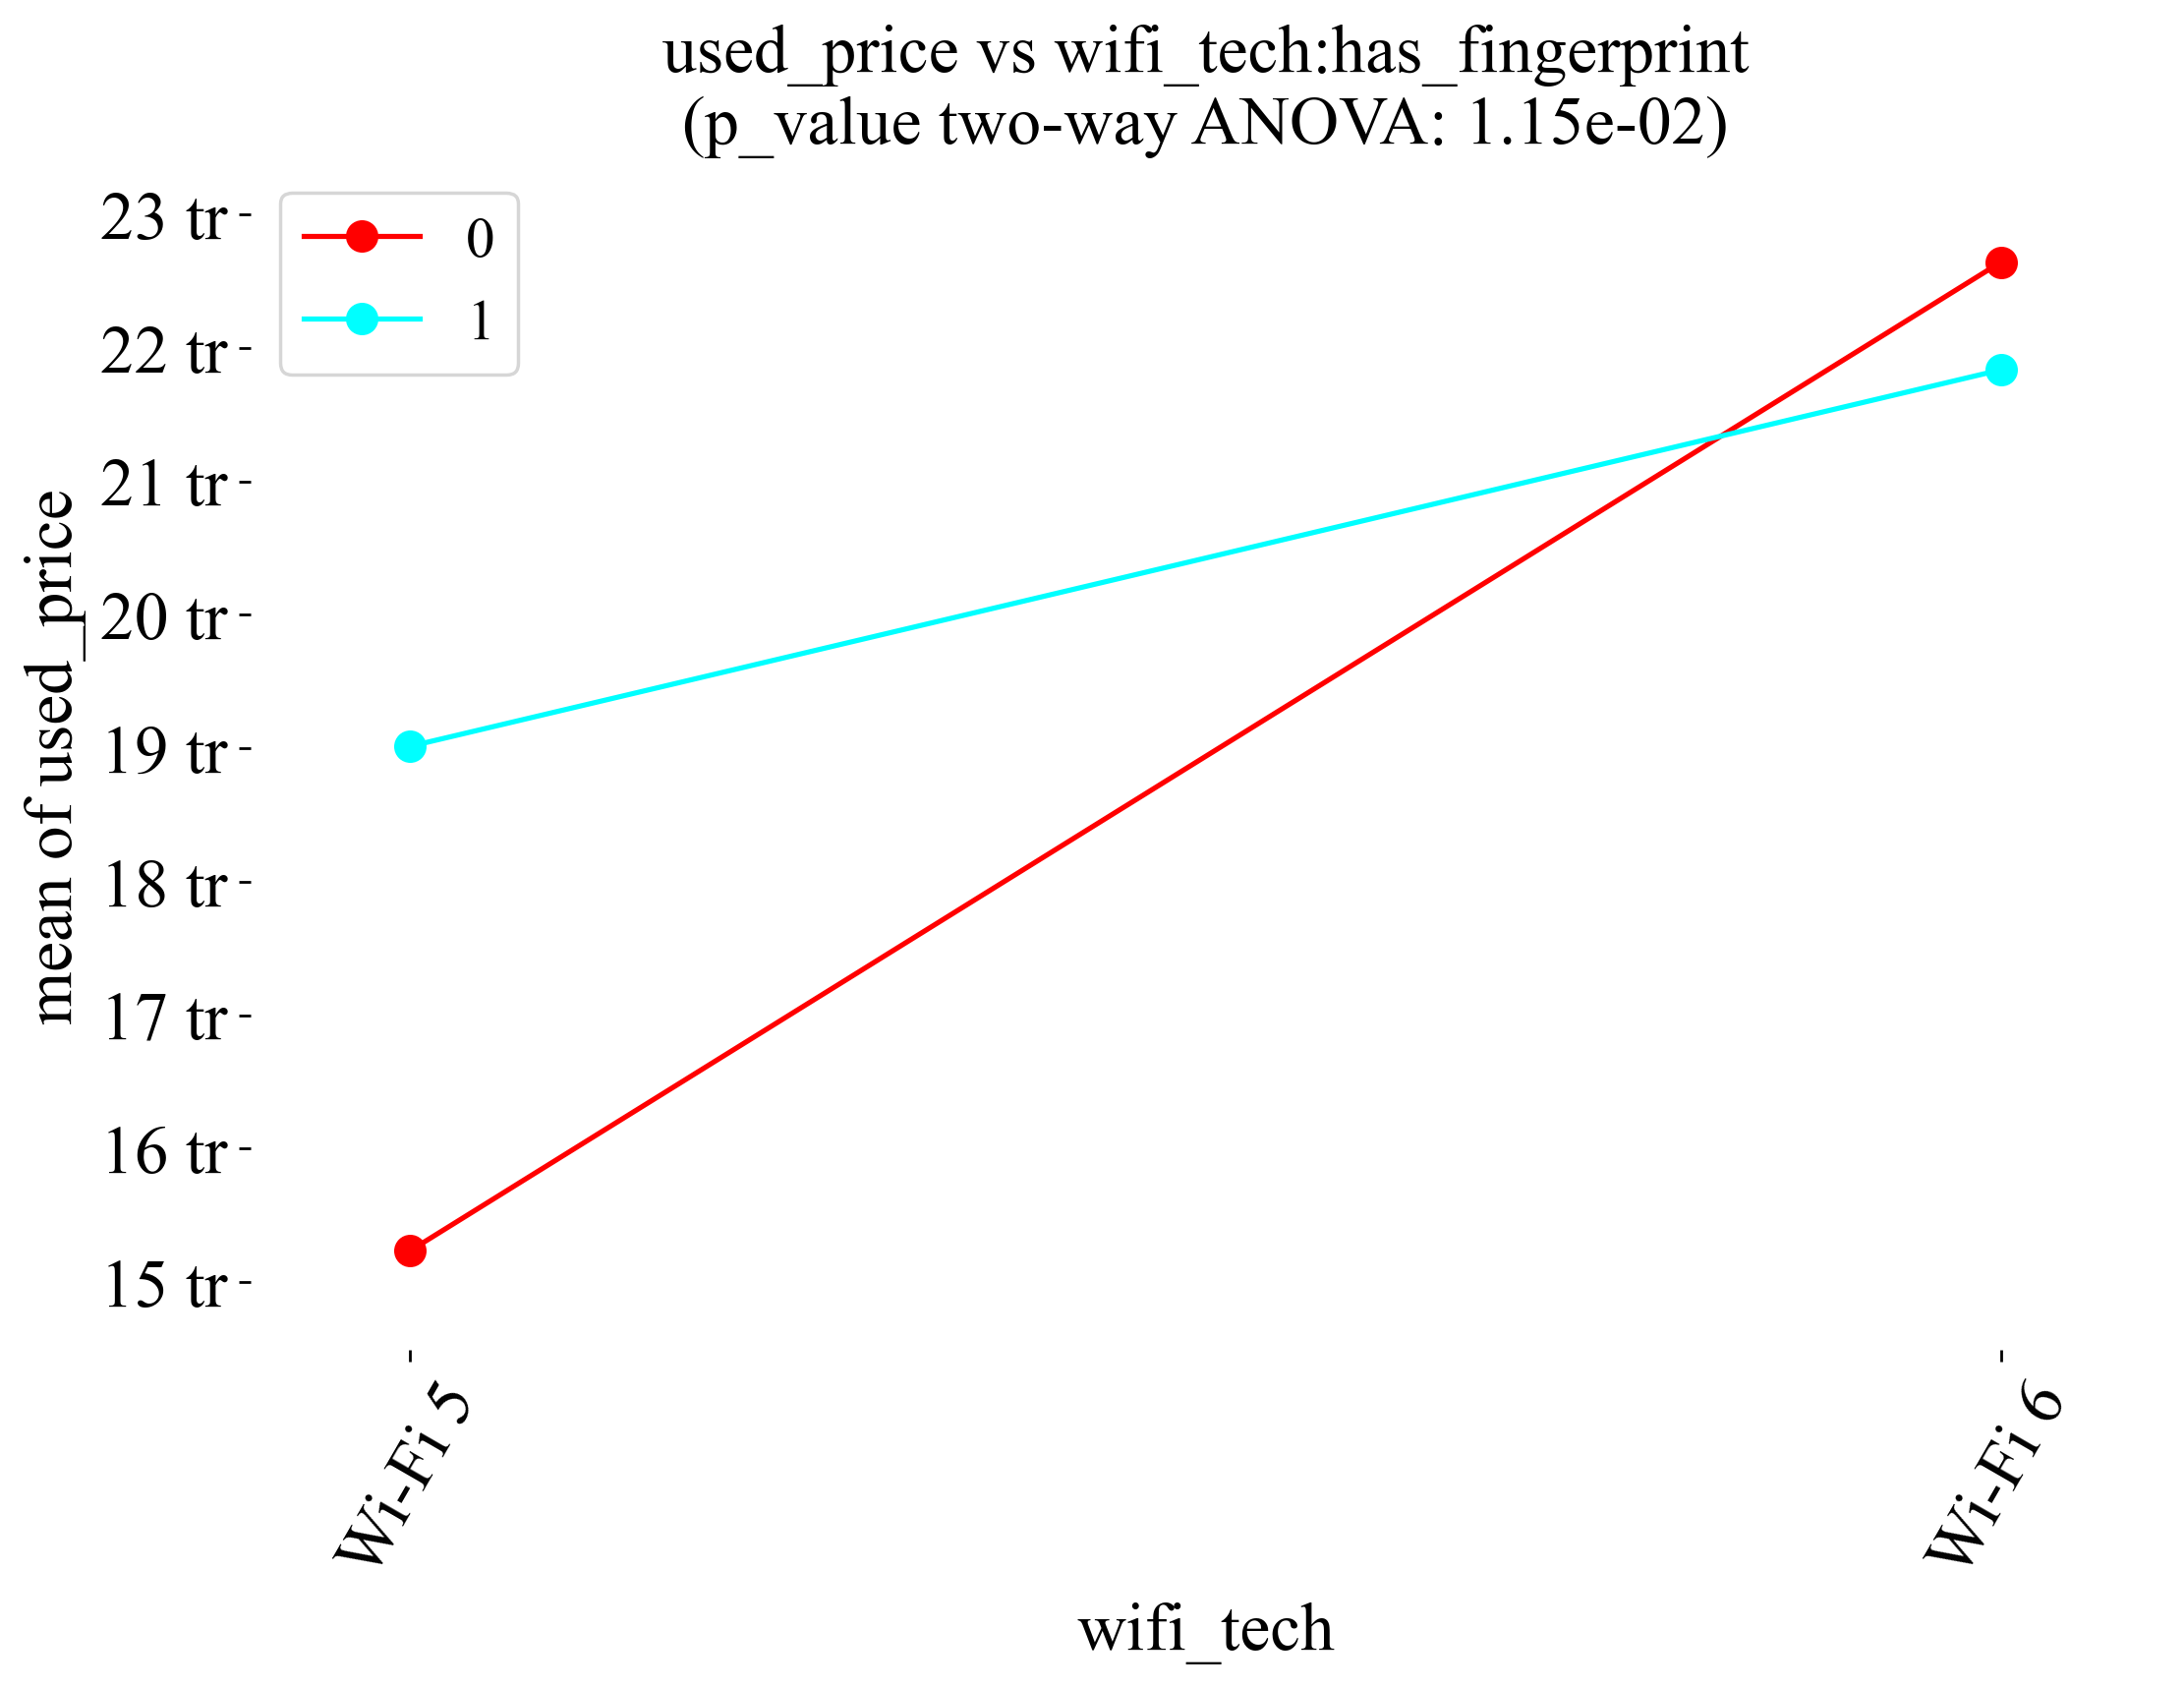 used_price vs wifi_tech:has_fingerprint
(p_value two-way ANOVA: 1.15e-02)
0
1
23 tr
22 tr
21 tr
20 tr
19 tr
18 tr
17 tr
16 tr
15 tr
mean of used_price
Wi-Fi 5
Wi-Fi 6
wifi_tech